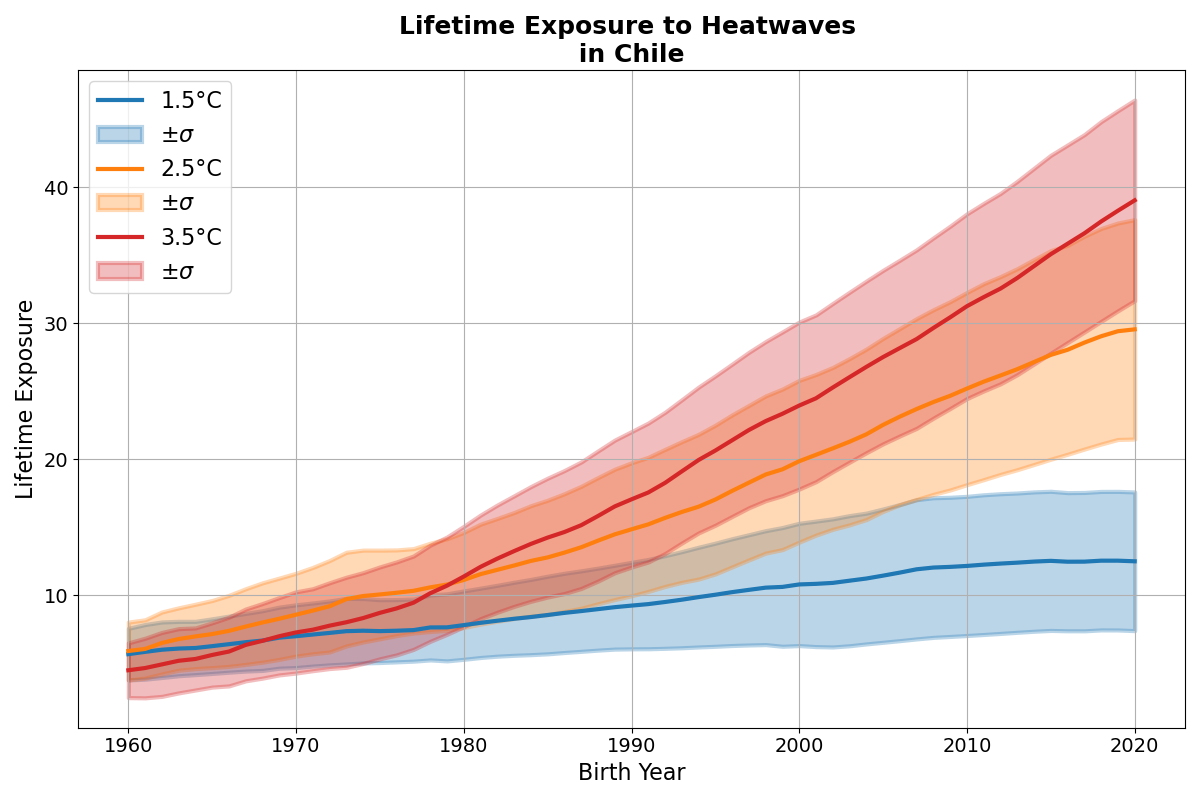 Lifetime Exposure to Heatwaves
in Chile
1.5°C
±σ
2.5°C
±σ
3.5°C
±σ
Lifetime Exposure
40
30
20
10
1960 1970 1980 1990 2000 2010 2020
Birth Year